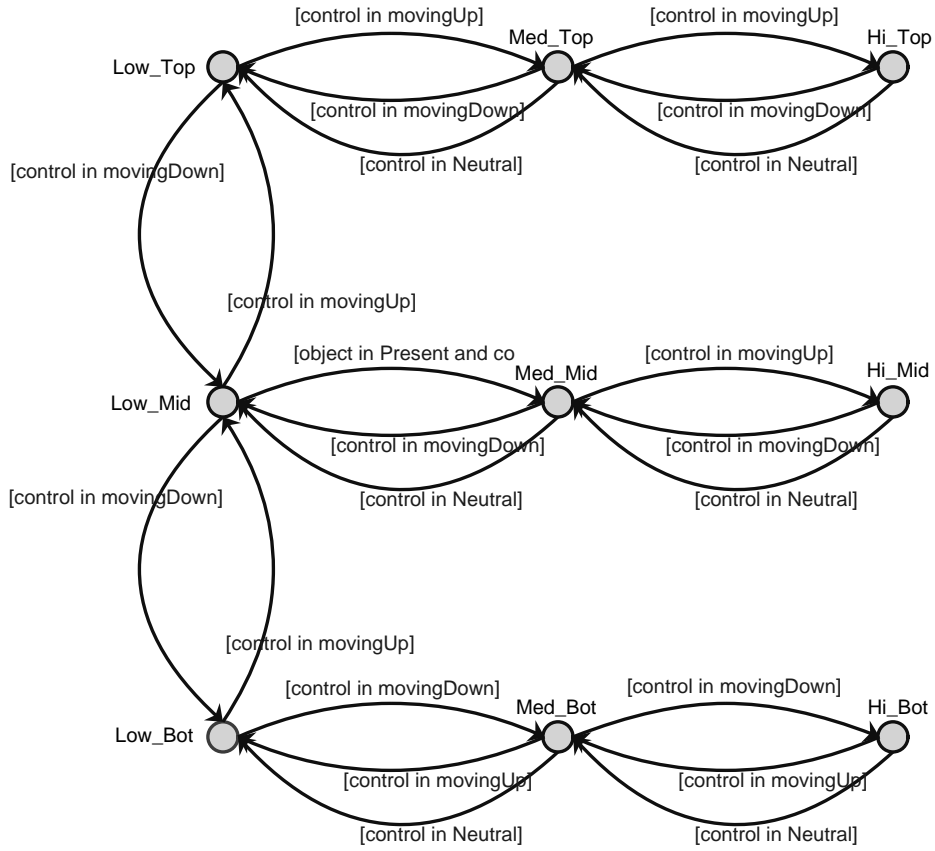 [control in movingUp]
Med_Top
[control in movingUp]
Hi_Top
Low_Top
[control in movingDown]
[control in movingDown]
[control in Neutral]
[control in Neutral]
[control in movingDown]
[control in movingUp]
[object in Present and co
Med_Mid
[control in movingUp]
Hi_Mid
Low_Mid
[control in movingDown]
[control in movingDown]
[control in movingDown]
[control in Neutral]
[control in Neutral]
[control in movingUp]
[control in movingDown]
Med_Bot
[control in movingDown]
Hi_Bot
Low_Bot
[control in movingUp]
[control in movingUp]
[control in Neutral]
[control in Neutral]